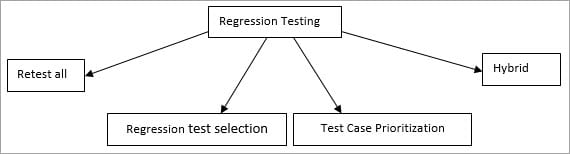 Regression Testing
Retest all
Hybrid
Regression test selection
Test Case Prioritization